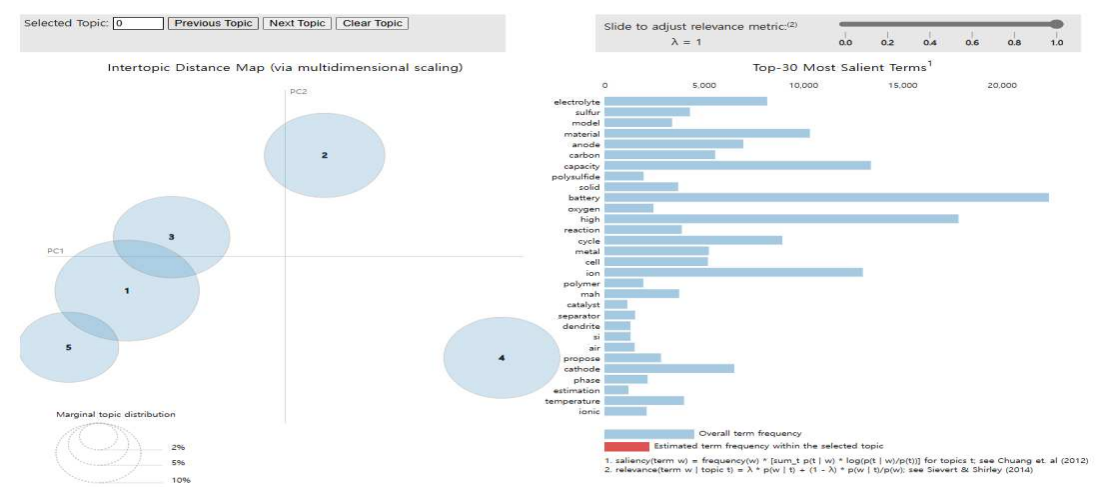 Selected Topic: 0 Previous Topic Next Topic Clear Topic
Slide to adjust relevance metric:(2)
λ = 1
0.0 0.2 0.4 0.6 0.8 1.0
Intertopic Distance Map (via multidimensional scaling)
PC2
PC1
2
3
1
5
4
Marginal topic distribution
2%
5%
10%
Top-30 Most Salient Terms1
0 5,000 10,000 15,000 20,000
electrolyte
sulfur
model
material
anode
carbon
capacity
polysulfide
solid
battery
oxygen
high
reaction
cycle
metal
cell
ion
polymer
mah
catalyst
separator
dendrite
si
air
propose
cathode
phase
estimation
temperature
ionic
Overall term frequency
Estimated term frequency within the selected topic
1. saliency(term w) = frequency(w) * [sum_t p(t | w) * log(p(t | w)/p(t))] for topics t; see Chuang et. al (2012)
2. relevance(term w | topic t) = λ * p(w | t) + (1 - λ) * p(w | t)/p(w); see Sievert & Shirley (2014)